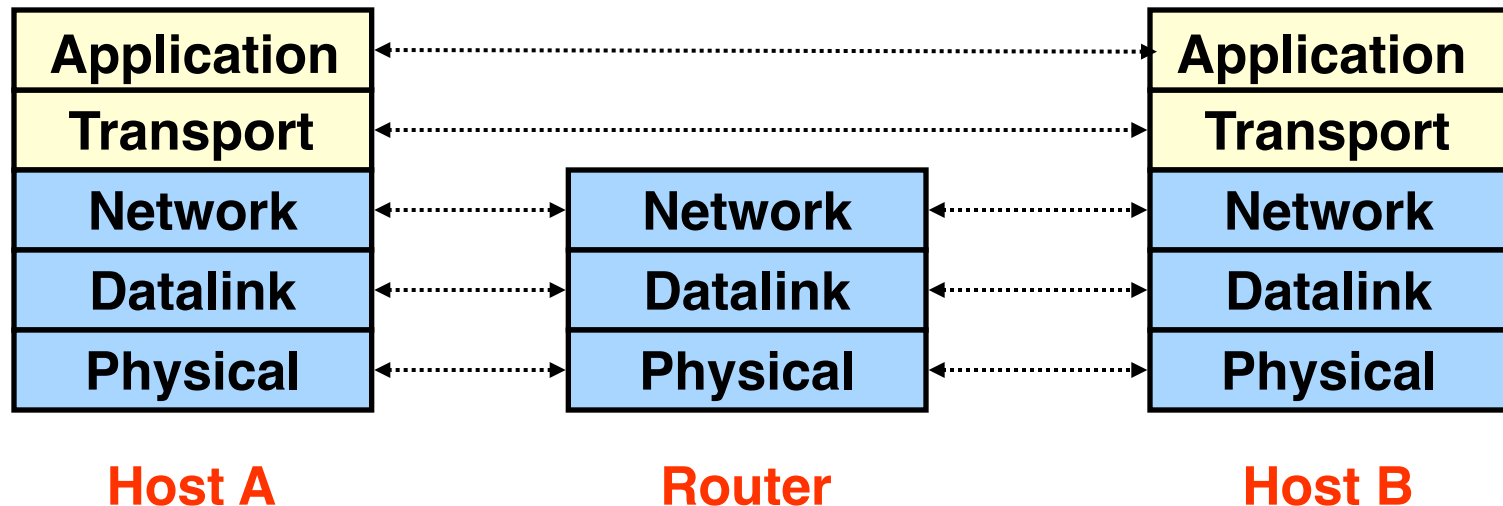 Application
Transport
Network
Datalink
Physical
Host A
Network
Datalink
Physical
Router
Application
Transport
Network
Datalink
Physical
Host B